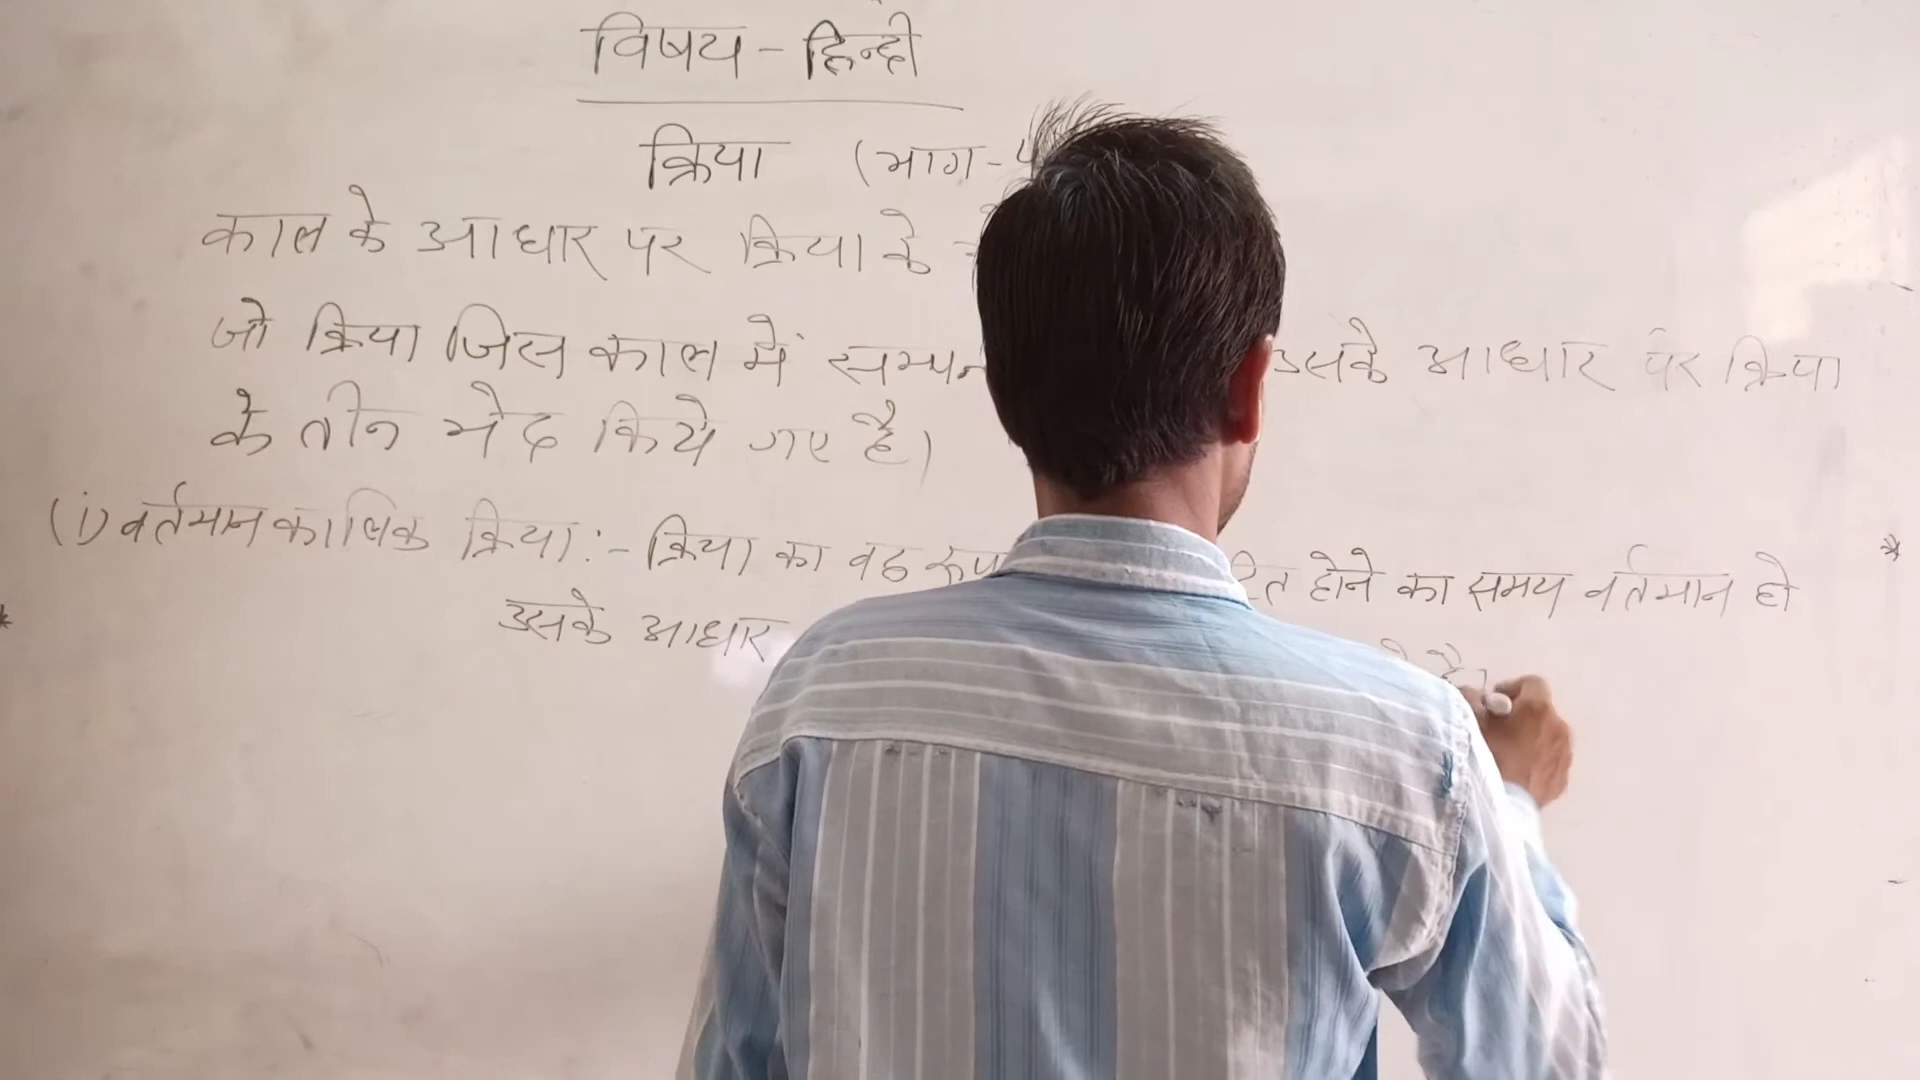 विषय - हिन्दी
क्रिया (भाग-
काल के आधार पर क्रिया के
जो क्रिया जिस काल में सम्पन उसके आधार पर क्रिया
के तीन भेद किये गए है।
(i) वर्तमानकालिक क्रिया :- क्रिया का वह रूप होने का समय वर्तमान हो
उसके आधार है।